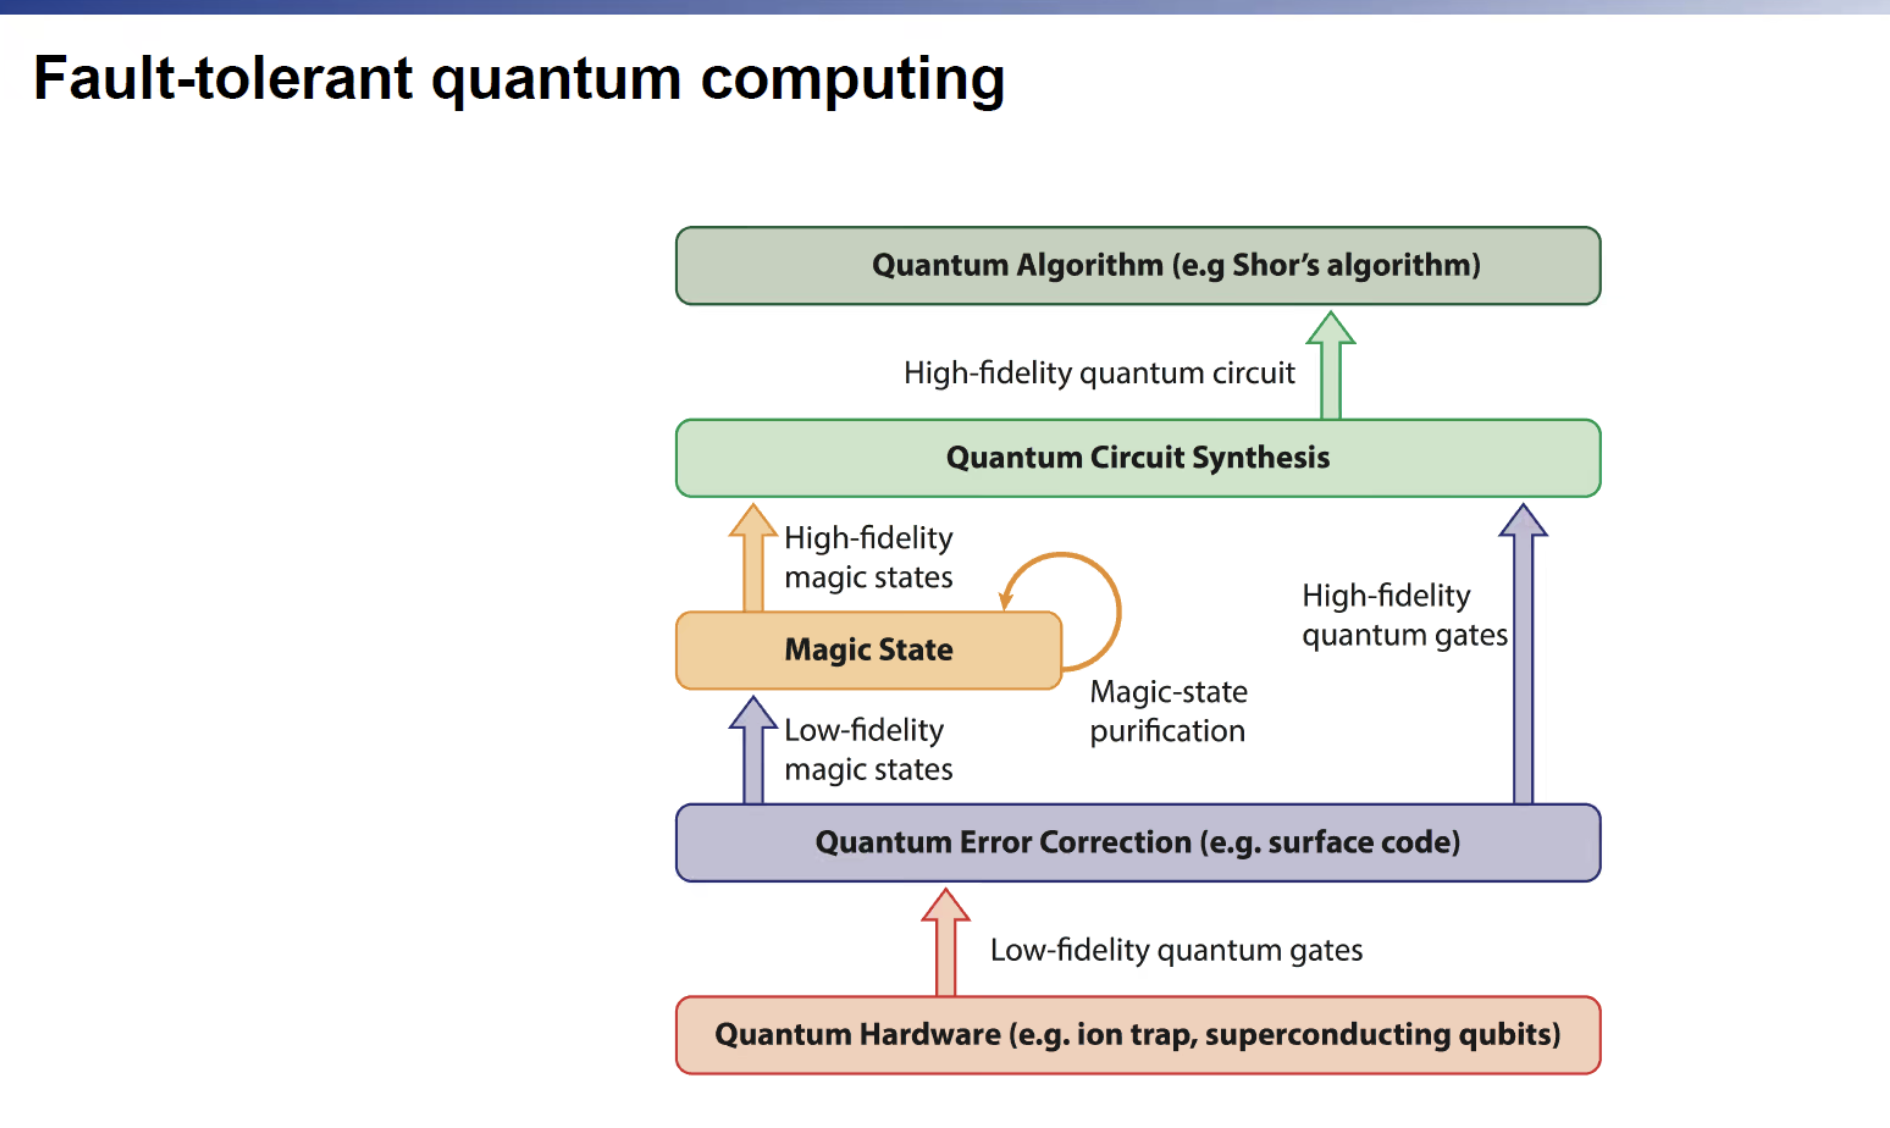 Fault-tolerant quantum computing
Quantum Algorithm (e.g Shor's algorithm)
High-fidelity quantum circuit
Quantum Circuit Synthesis
High-fidelity
magic states
High-fidelity
quantum gates
Magic State
Magic-state
purification
Low-fidelity
magic states
Quantum Error Correction (e.g. surface code)
Low-fidelity quantum gates
Quantum Hardware (e.g. ion trap, superconducting qubits)